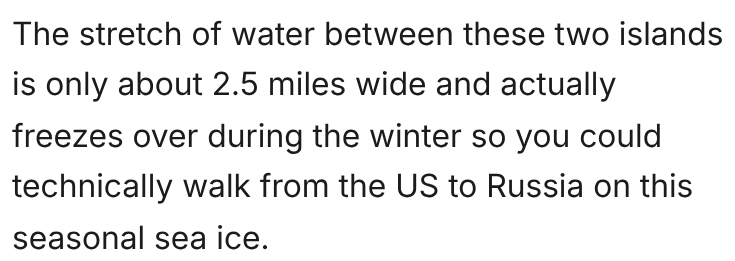 The stretch of water between these two islands
is only about 2.5 miles wide and actually
freezes over during the winter so you could
technically walk from the US to Russia on this
seasonal sea ice.